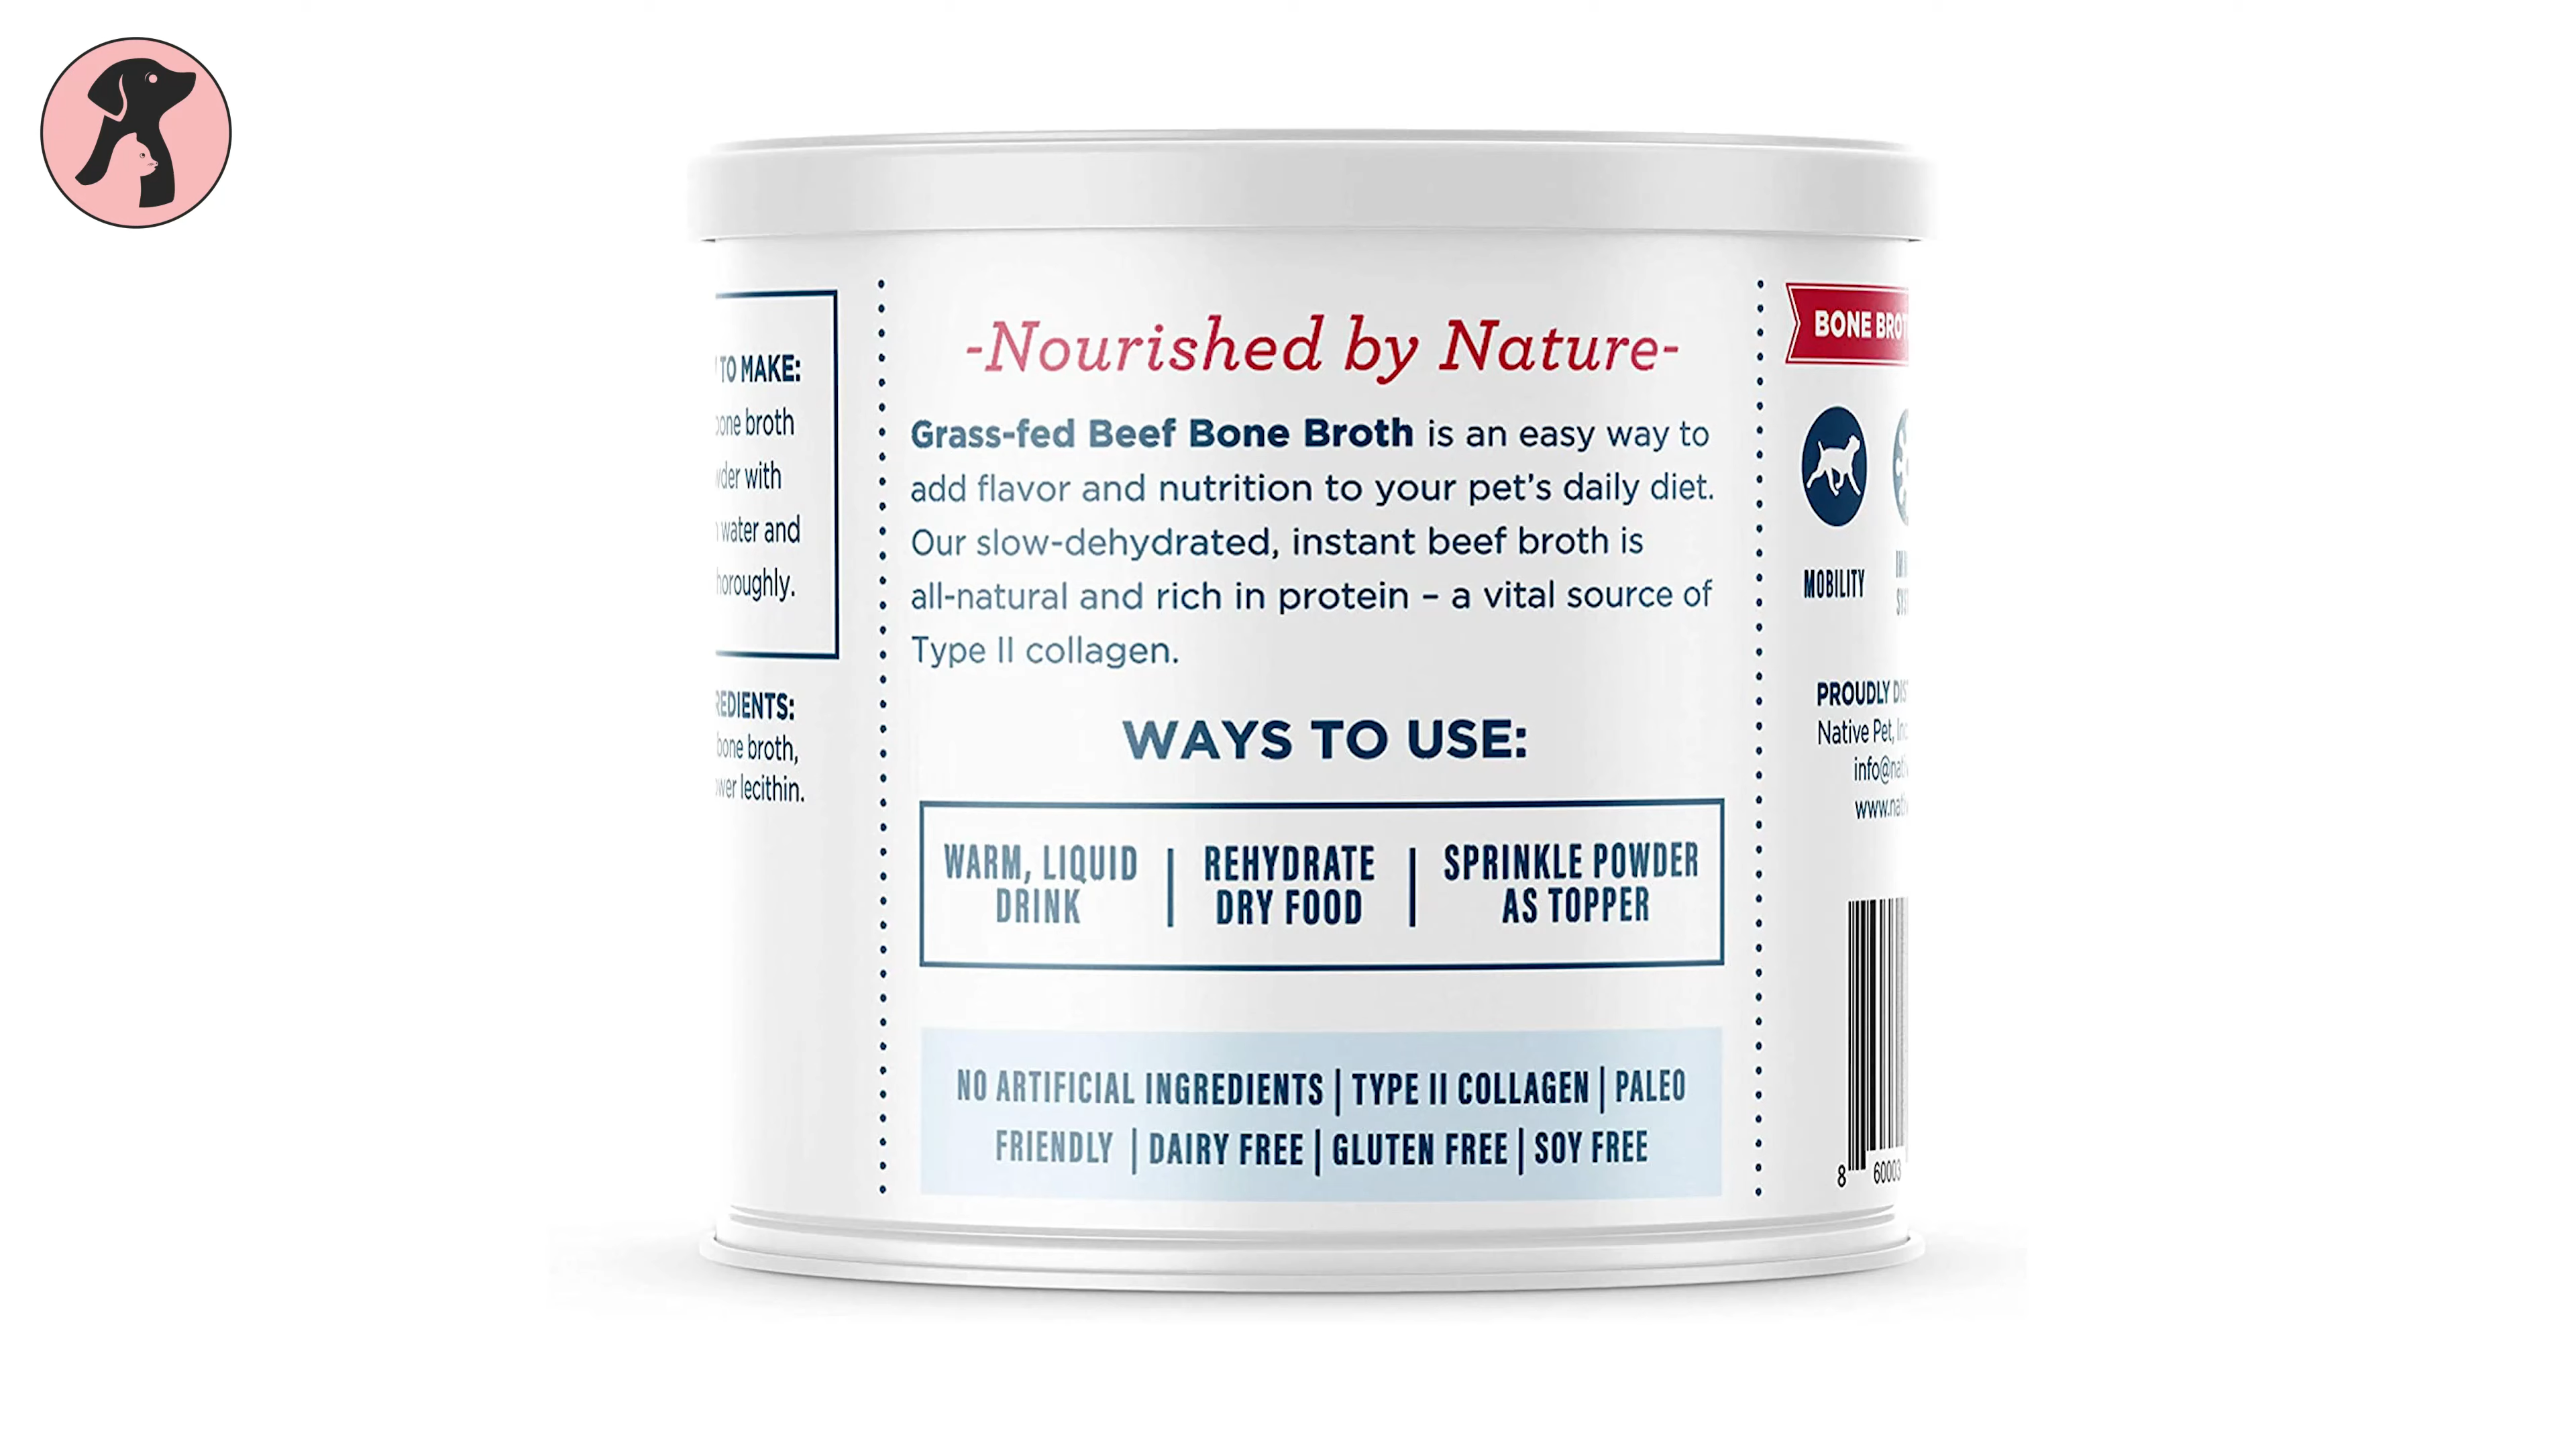 TO MAKE:
bone broth
with
water and
thoroughly.
bone broth,
lecithin.
-Nourished by Nature-
Grass-fed Beef Bone Broth is an easy way to
add flavor and nutrition to your pet's daily diet.
Our slow-dehydrated, instant beef broth is
all-natural and rich in protein – a vital source of
Type II collagen.
WAYS TO USE:
WARM, LIQUID
DRINK
REHYDRATE
DRY FOOD
SPRINKLE POWDER
AS TOPPER
NO ARTIFICIAL INGREDIENTS | TYPE II COLLAGEN | PALEO
FRIENDLY | DAIRY FREE | GLUTEN FREE | SOY FREE
BONE
MOBILITY
PROUDLY
Native Pet,
8 60003